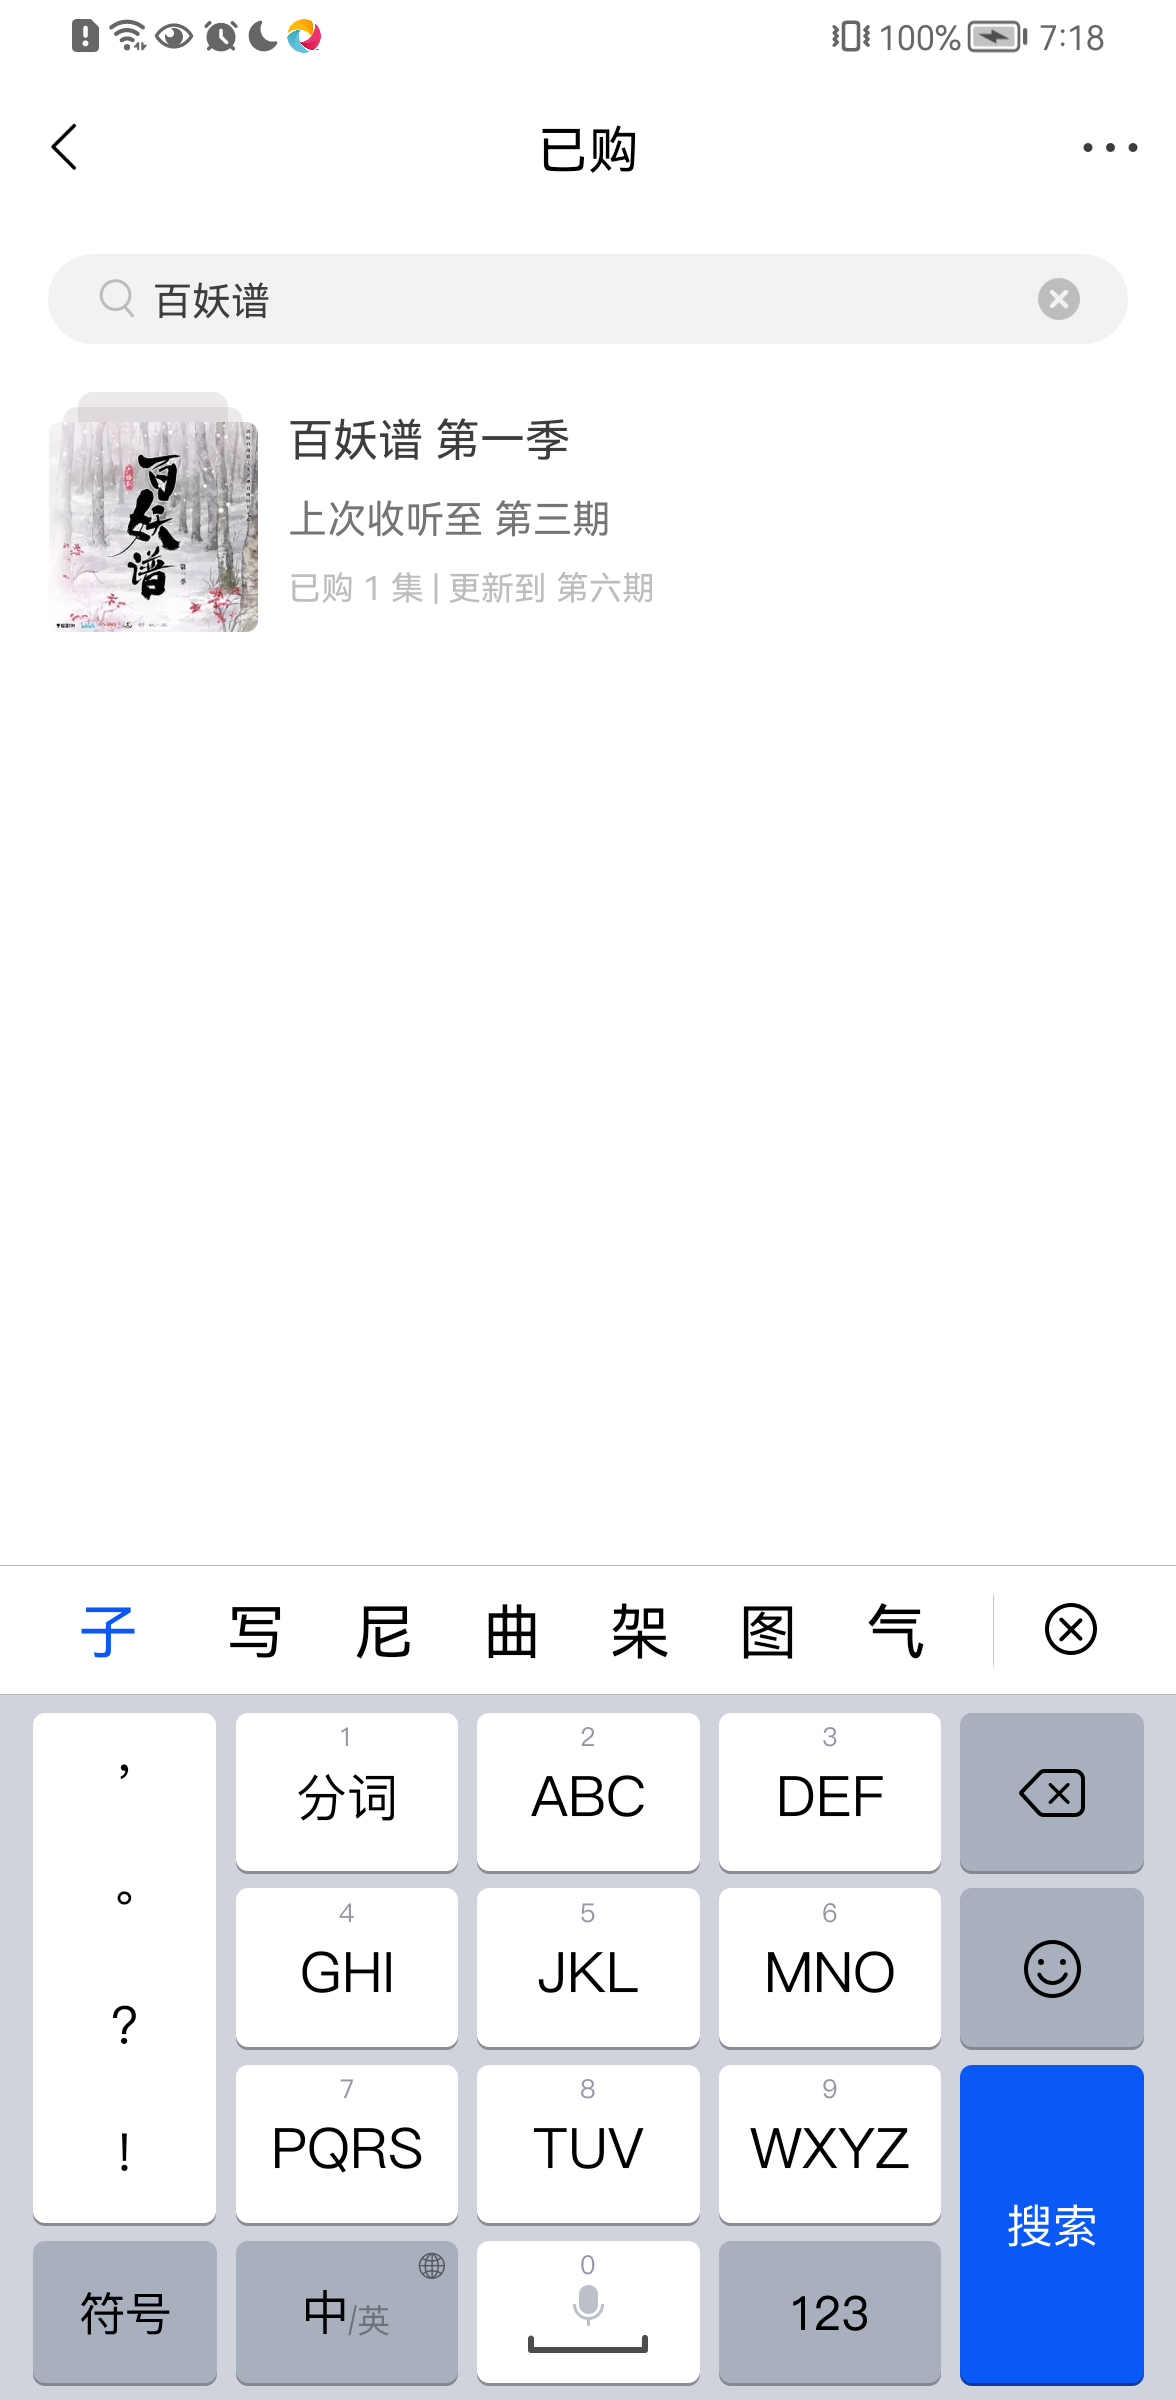 100% 7:18
已购
百妖谱
百妖谱
百妖谱 第一季
上次收听至 第三期
已购 1 集 | 更新到 第六期
子 写 尼 曲 架 图 气
，
。
?
!
1
分词
2
ABC
3
DEF
4
GHI
5
JKL
6
MNO
7
PQRS
8
TUV
9
WXYZ
搜索
符号
中/英
0
123